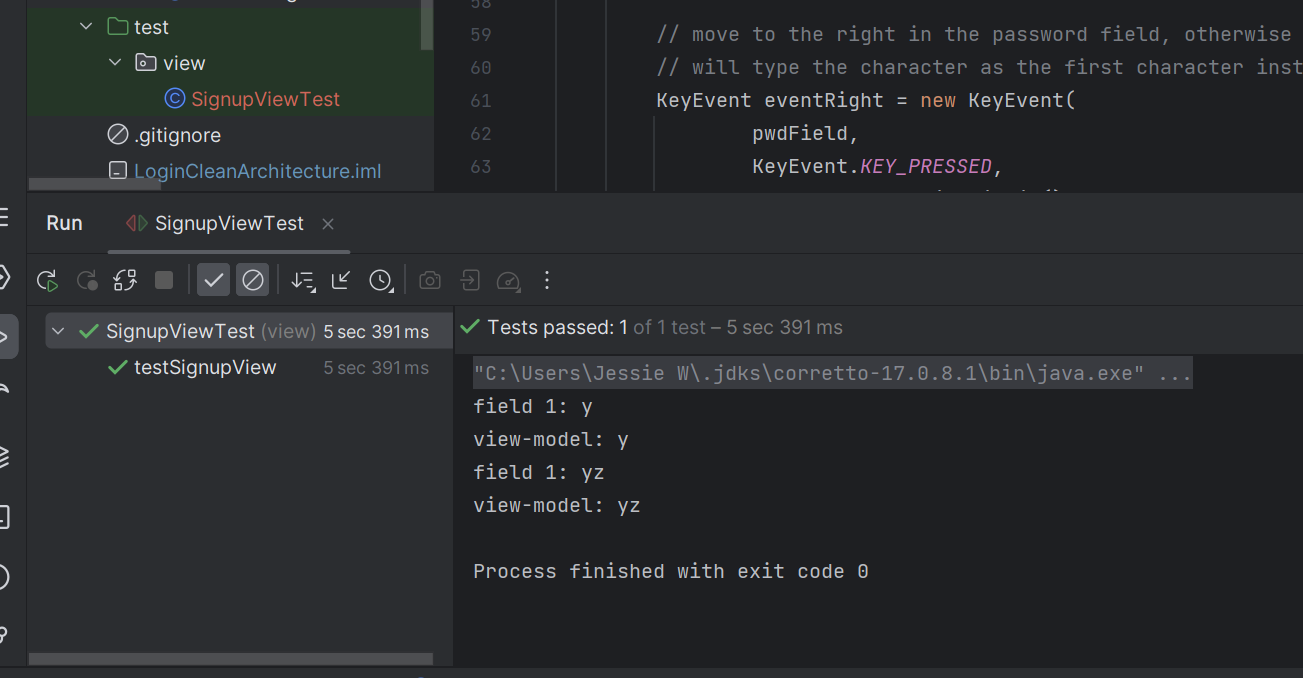 test
view
SignupViewTest
.gitignore
LoginCleanArchitecture.iml
58
59 // move to the right in the password field, otherwise
60 // will type the character as the first character inst
61 KeyEvent eventRight = new KeyEvent(
62 pwdField,
63 KeyEvent.KEY_PRESSED,
Run SignupViewTest
SignupViewTest (view) 5 sec 391 ms
testSignupView 5 sec 391 ms
Tests passed: 1 of 1 test – 5 sec 391 ms
"C:\Users\Jessie W\.jdks\corretto-17.0.8.1\bin\java.exe" ...
field 1: y
view-model: y
field 1: yz
view-model: yz
Process finished with exit code 0